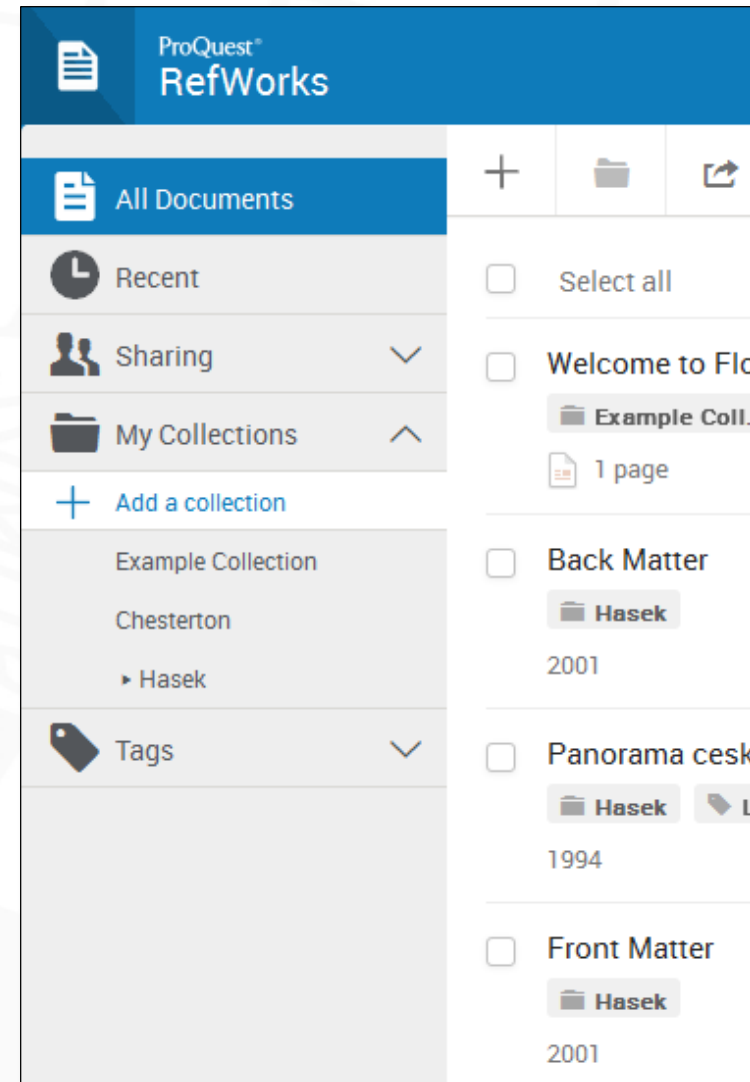 ProQuest®
RefWorks
All Documents
Recent
Sharing
My Collections
Add a collection
Example Collection
Chesterton
Hasek
Tags
Select all
Welcome to Flo
Example Coll.
1 page
Back Matter
Hasek
2001
Panorama cesk
Hasek L
1994
Front Matter
Hasek
2001